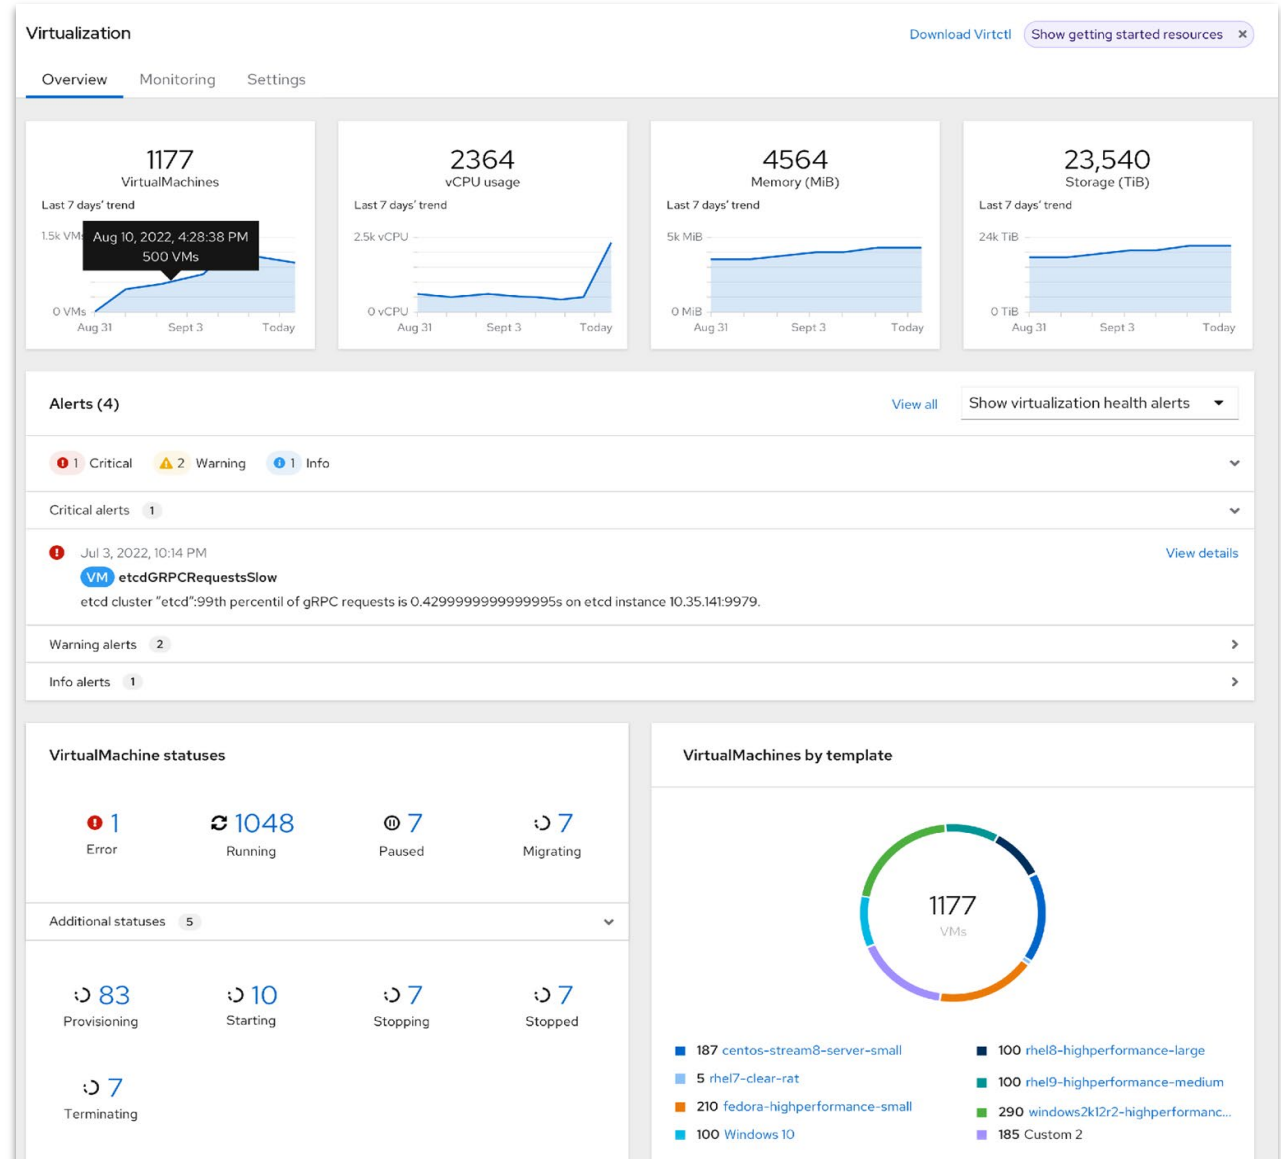 Virtualization
Download Virtctl
Show getting started resources
Overview Monitoring Settings
1177
VirtualMachines
Last 7 days' trend
1.5k VMs
Aug 10, 2022, 4:28:38 PM
500 VMs
0 VMs
Aug 31 Sept 3 Today
2364
vCPU usage
Last 7 days' trend
2.5k vCPU
0 vCPU
Aug 31 Sept 3 Today
4564
Memory (MiB)
Last 7 days' trend
5k MiB
0 MiB
Aug 31 Sept 3 Today
23,540
Storage (TiB)
Last 7 days' trend
24k TiB
0 TiB
Aug 31 Sept 3 Today
Alerts (4)
View all
Show virtualization health alerts
1 Critical 2 Warning 1 Info
Critical alerts 1
Jul 3, 2022, 10:14 PM
View details
VM etcdGRPCRequestsSlow
etcd cluster "etcd":99th percentil of gRPC requests is 0.4299999999999995s on etcd instance 10.35.141:9979.
Warning alerts 2
Info alerts 1
VirtualMachine statuses
1
Error
1048
Running
7
Paused
7
Migrating
Additional statuses 5
83
Provisioning
10
Starting
7
Stopping
7
Stopped
7
Terminating
VirtualMachines by template
1177
VMs
187 centos-stream8-server-small
5 rhel7-clear-rat
210 fedora-highperformance-small
100 Windows 10
100 rhel8-highperformance-large
100 rhel9-highperformance-medium
290 windows2k12r2-highperformanc...
185 Custom 2